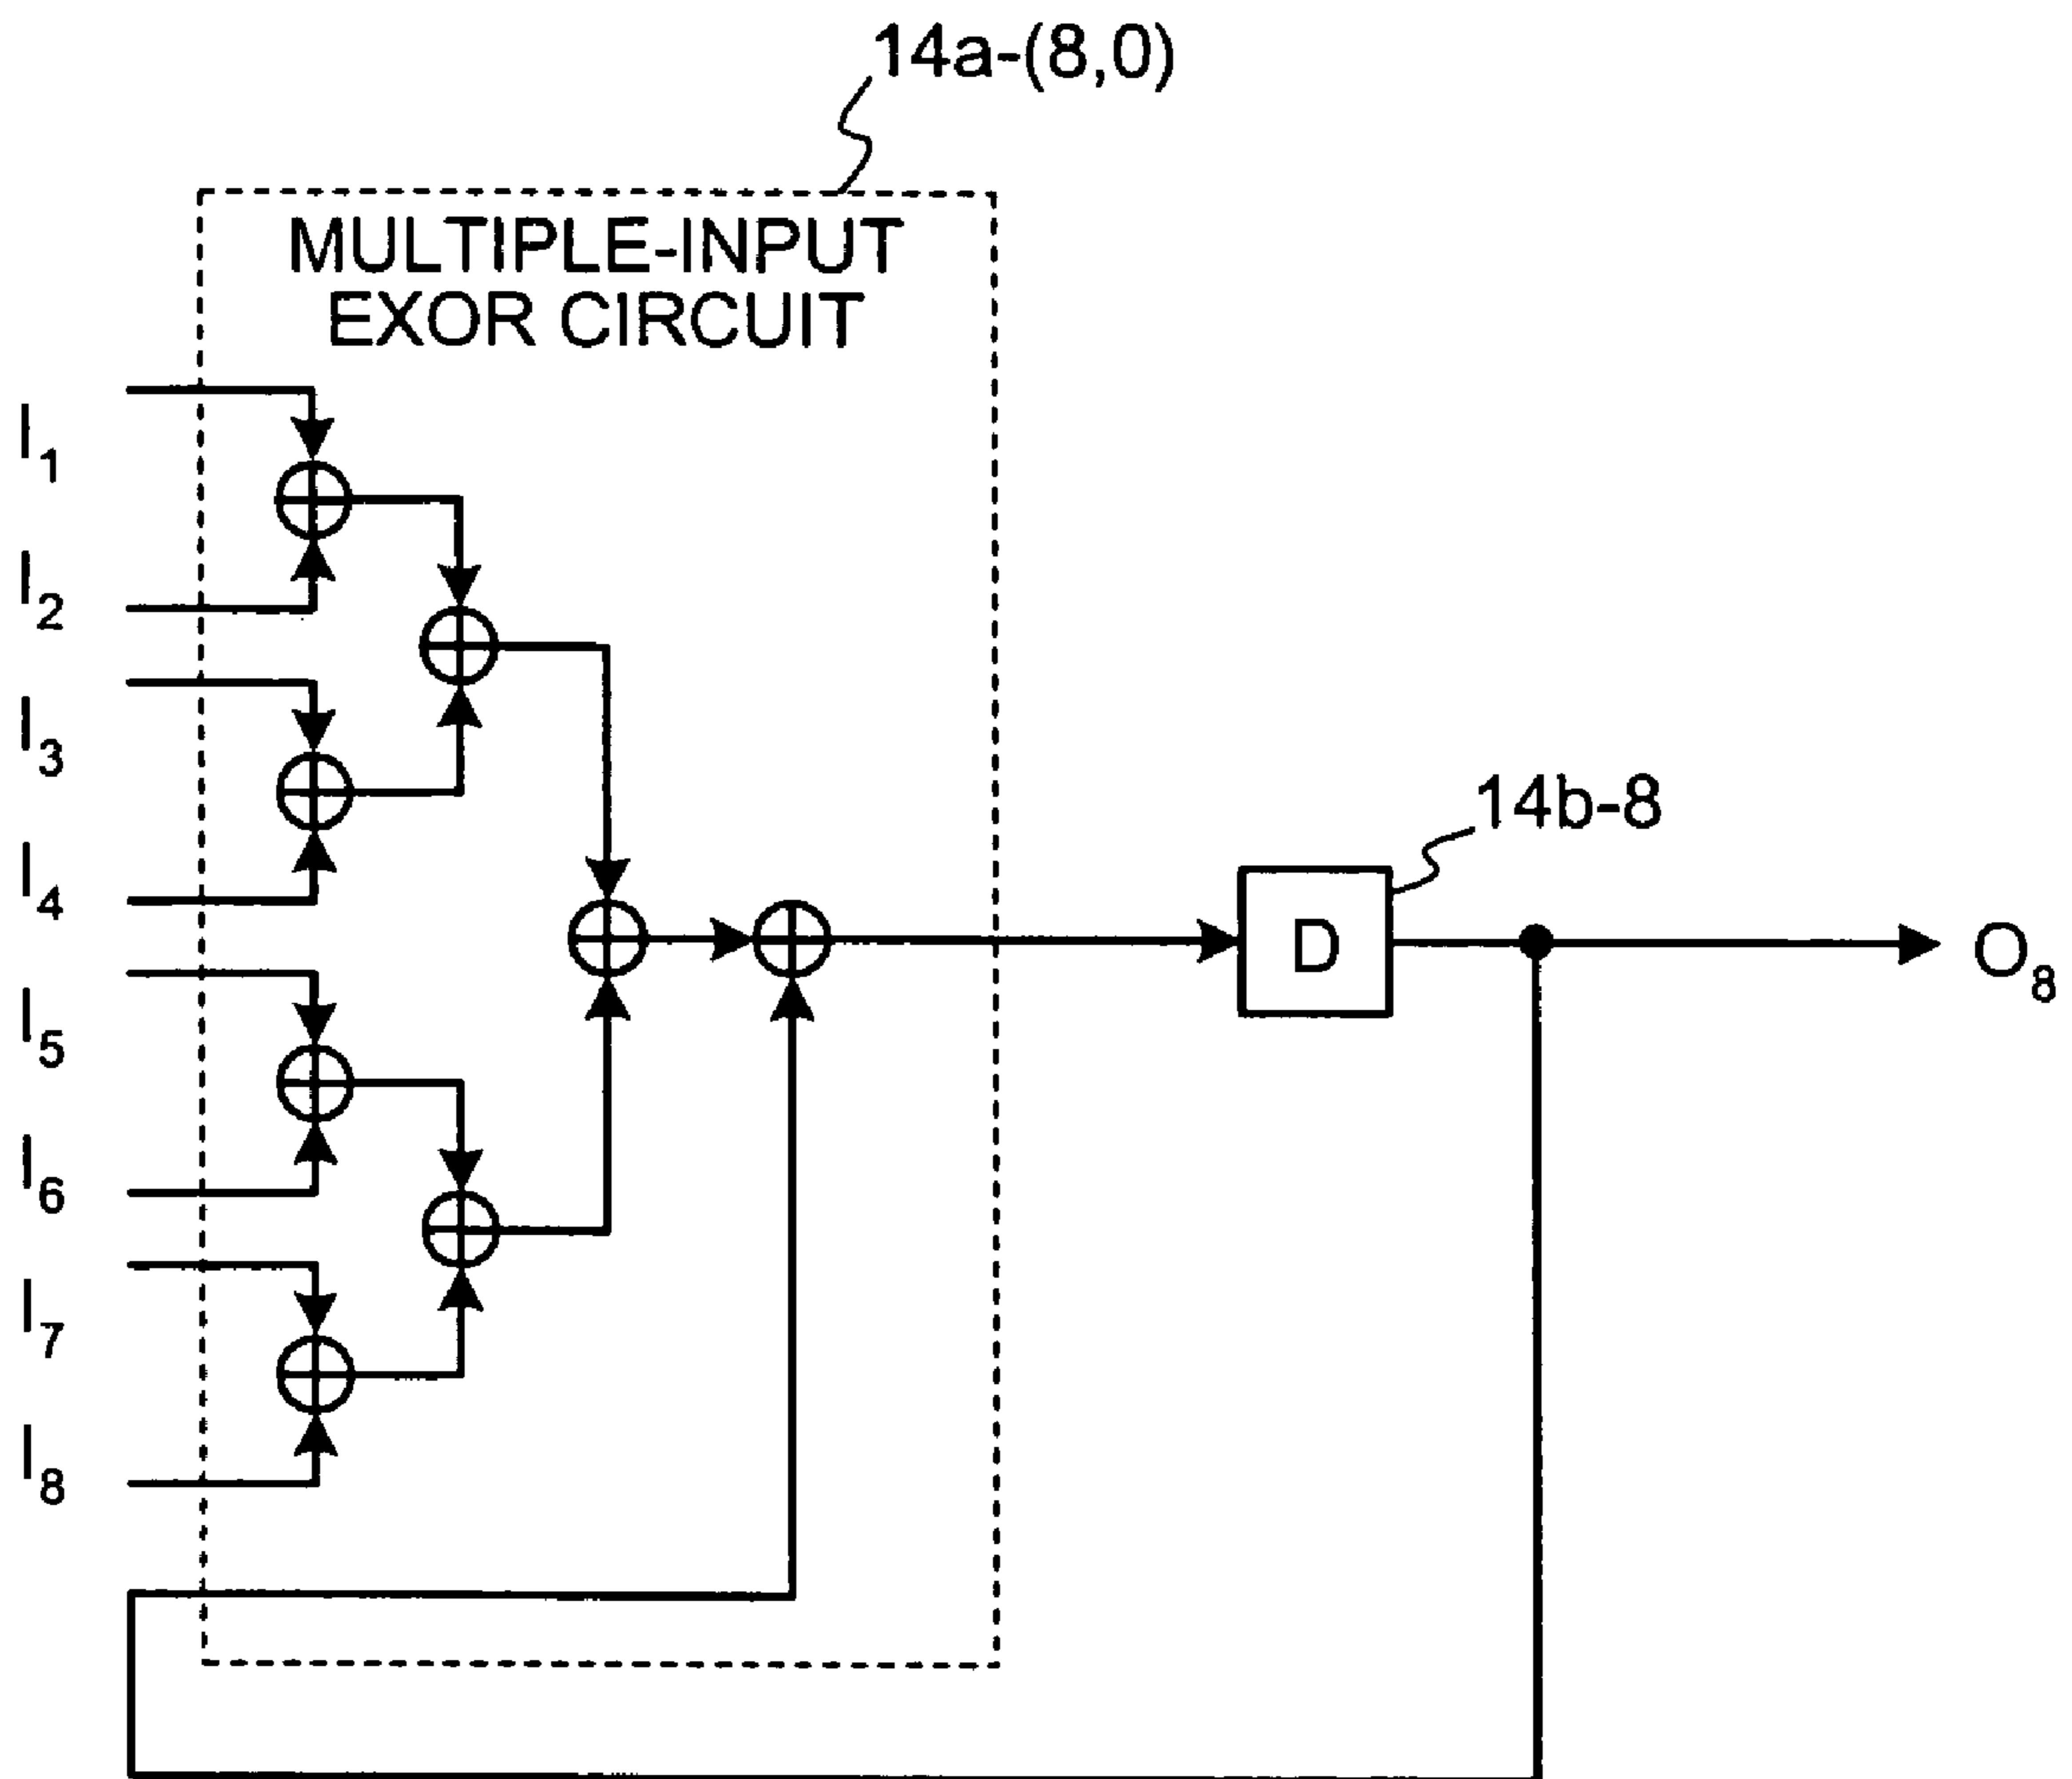 14a-(8,0)
MULTIPLE-INPUT
EXOR CIRCUIT
I1
I2
I3
I4
I5
I6
I7
I8
14b-8
D
O8